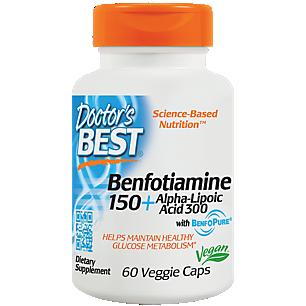 Doctor's
BEST
Science-Based
Nutrition™
Benfotiamine
150 + Alpha-Lipoic
Acid 300
with BENFOPURE®
HELPS MAINTAIN HEALTHY
GLUCOSE METABOLISM*
Vegan
Dietary
Supplement
60 Veggie Caps